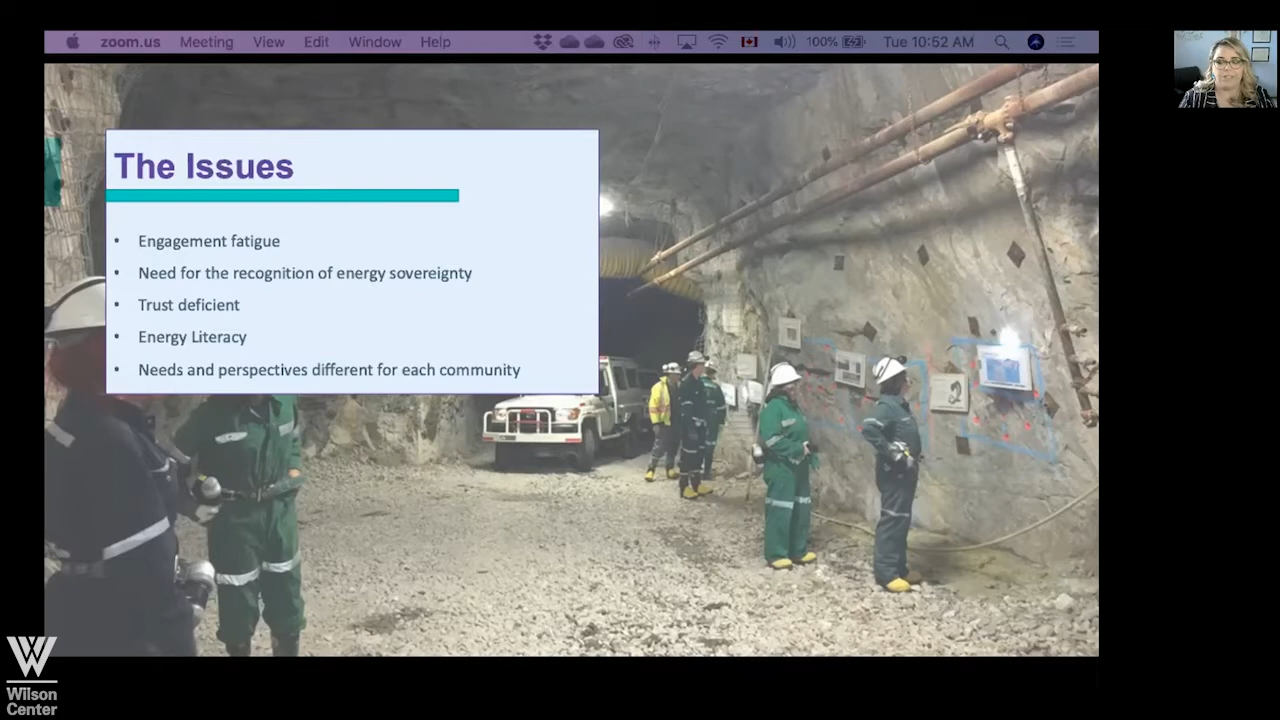 zoom.us Meeting View Edit Window Help 100% Tue 10:52 AM
The Issues
• Engagement fatigue
• Need for the recognition of energy sovereignty
• Trust deficient
• Energy Literacy
• Needs and perspectives different for each community
W
Wilson
Center